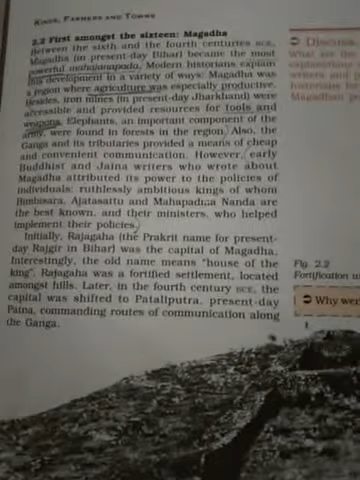 KINGS, FARMERS AND TOWNS
2.2 First amongst the sixteen: Magadha
Between the sixth and the fourth centuries BCE,
Magadha (in present-day Bihar) became the most
powerful mahajanapada. Modern historians explain
this development in a variety of ways: Magadha was
a region where agriculture was especially productive.
Besides, iron mines (in present-day Jharkhand) were
accessible and provided resources for tools and
weapons. Elephants, an important component of the
army, were found in forests in the region. Also, the
Ganga and its tributaries provided a means of cheap
and convenient communication. However, early
Buddhist and Jaina writers who wrote about
Magadha attributed its power to the policies of
individuals: ruthlessly ambitious kings of whom
Bimbisara, Ajatasattu and Mahapadma Nanda are
the best known, and their ministers, who helped
implement their policies.
Initially, Rajagaha (the Prakrit name for present-
day Rajgir in Bihar) was the capital of Magadha.
Interestingly, the old name means "house of the
king". Rajagaha was a fortified settlement, located
amongst hills. Later, in the fourth century BCE, the
capital was shifted to Pataliputra, present-day
Patna, commanding routes of communication along
the Ganga.
Discuss
What are the
explanations
writers and
historians
Magadhan
Fig. 2.2
Fortification
Why were